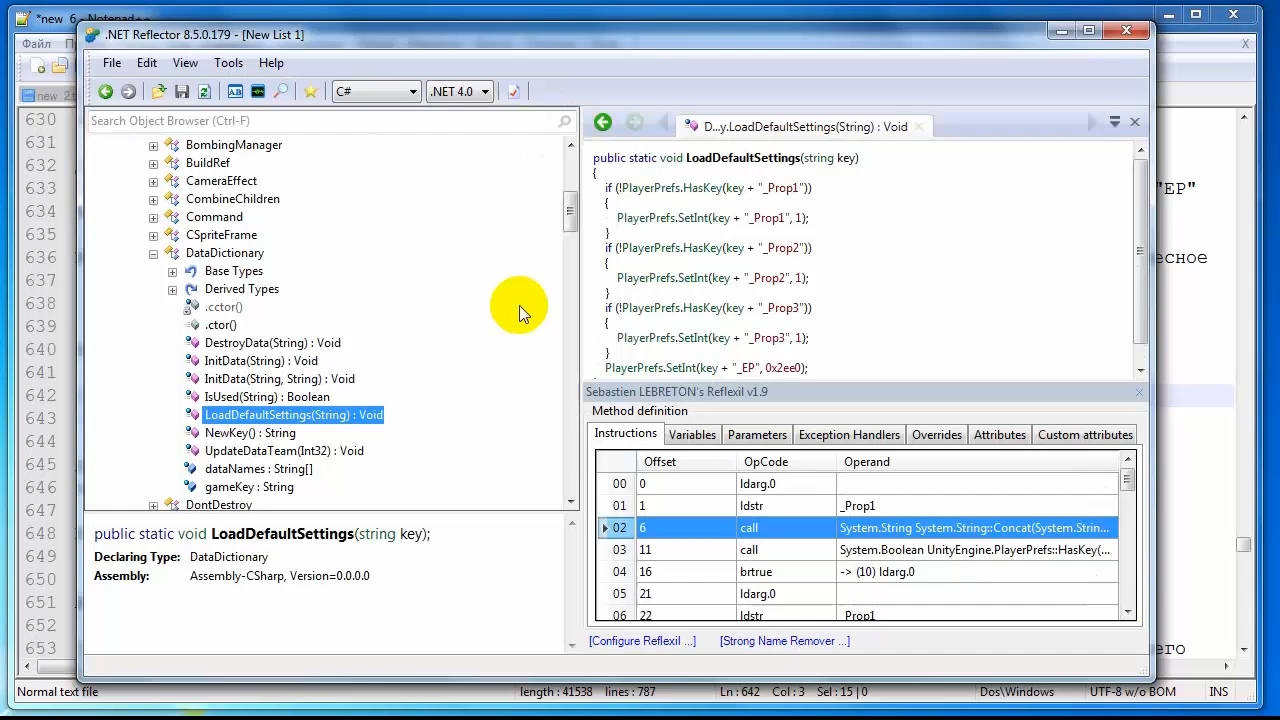 *new 6 - Notepad++
.NET Reflector 8.5.0.179 - [New List 1]
Файл
File Edit View Tools Help
C# .NET 4.0
Search Object Browser (Ctrl-F)
D...y.LoadDefaultSettings(String) : Void
new 2
630
631
632
633
634
635
636
637
638
639
640
641
642
643
644
645
646
647
648
649
650
651
652
653
BombingManager
BuildRef
CameraEffect
CombineChildren
Command
CSpriteFrame
DataDictionary
Base Types
Derived Types
.cctor()
.ctor()
DestroyData(String) : Void
InitData(String) : Void
InitData(String, String) : Void
IsUsed(String) : Boolean
LoadDefaultSettings(String) : Void
NewKey() : String
UpdateDataTeam(Int32) : Void
dataNames : String[]
gameKey : String
DontDestroy
public static void LoadDefaultSettings(string key);
Declaring Type: DataDictionary
Assembly: Assembly-CSharp, Version=0.0.0.0
public static void LoadDefaultSettings(string key)
{
if (!PlayerPrefs.HasKey(key + "_Prop1"))
{
PlayerPrefs.SetInt(key + "_Prop1", 1);
}
if (!PlayerPrefs.HasKey(key + "_Prop2"))
{
PlayerPrefs.SetInt(key + "_Prop2", 1);
}
if (!PlayerPrefs.HasKey(key + "_Prop3"))
{
PlayerPrefs.SetInt(key + "_Prop3", 1);
}
PlayerPrefs.SetInt(key + "_EP", 0x2ee0);
Sebastien LEBRETON's Reflexil v1.9
Method definition
Instructions Variables Parameters Exception Handlers Overrides Attributes Custom attributes
Offset OpCode Operand
00 0 ldarg.0
01 1 ldstr _Prop1
02 6 call System.String System.String::Concat(System.Strin...
03 11 call System.Boolean UnityEngine.PlayerPrefs::HasKey(...
04 16 brtrue -> (10) ldarg.0
05 21 ldarg.0
06 22 ldstr _Prop1
[Configure Reflexil ...] [Strong Name Remover ...]
"EP"
есное
его
Normal text file length : 41538 lines : 787 Ln : 642 Col : 3 Sel : 15 | 0 Dos\Windows UTF-8 w/o BOM INS